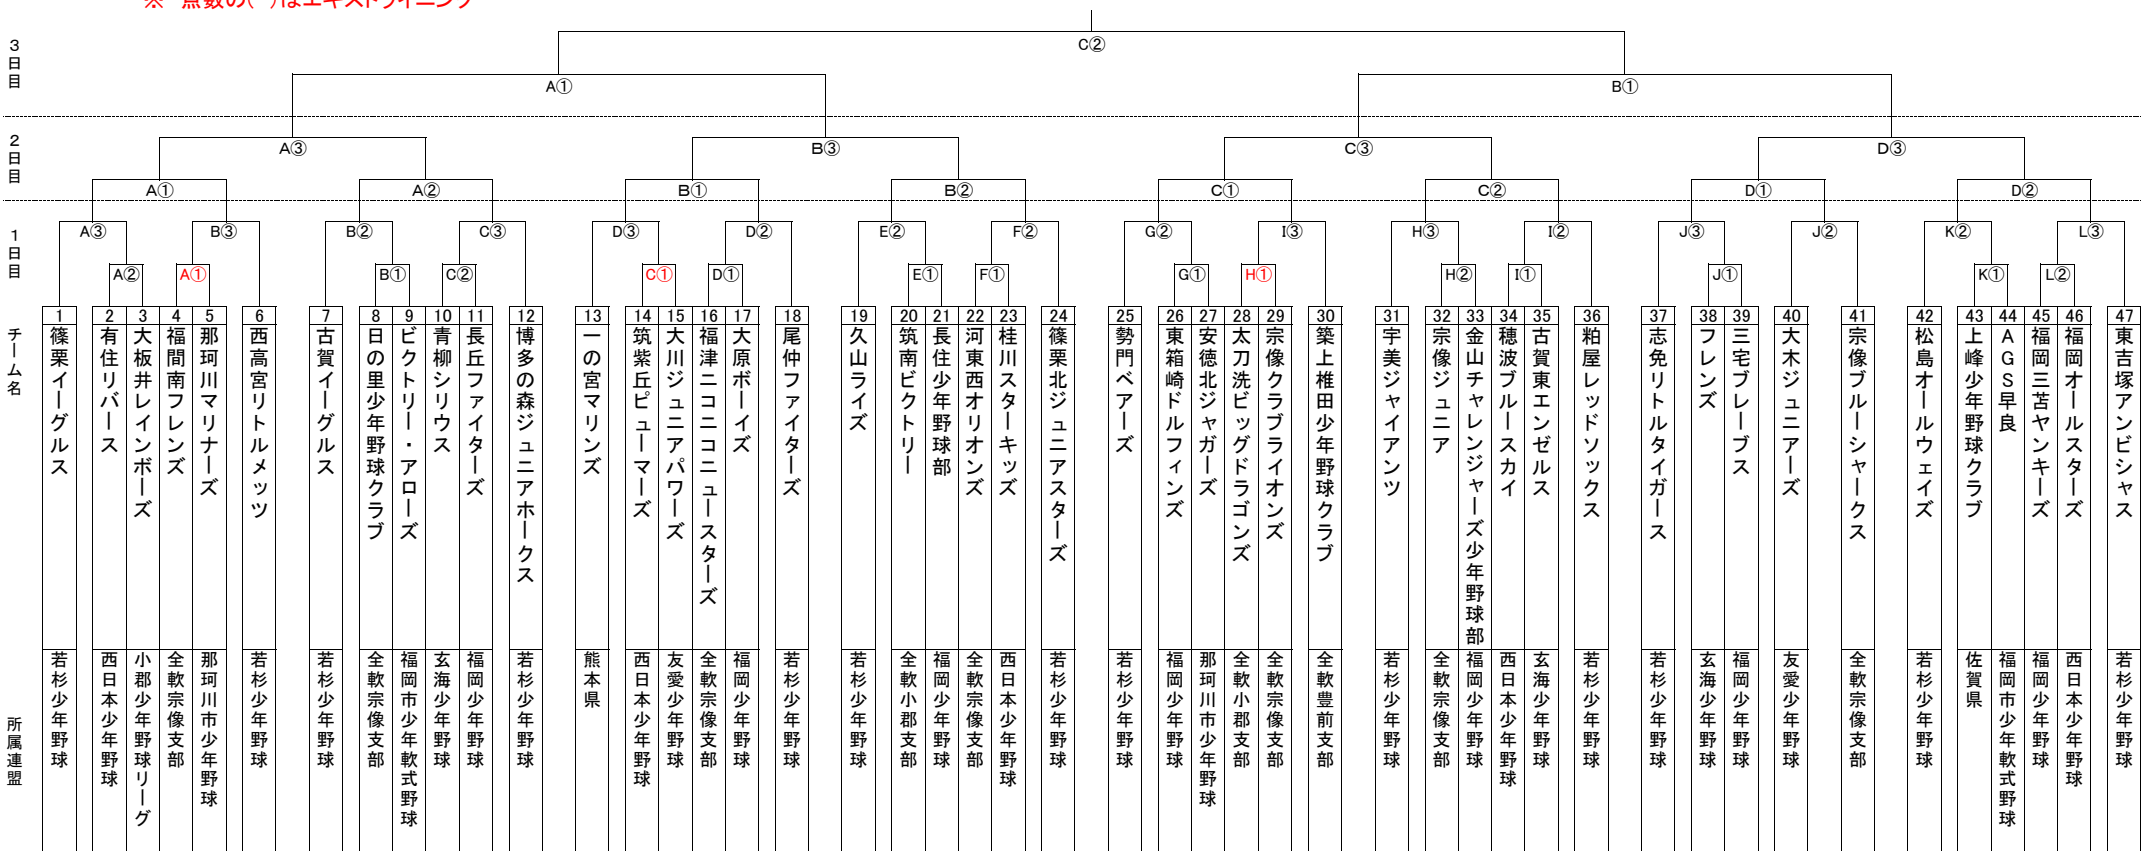 ※ 点数の( )はエキストライニング
C②
3日目
A① B①
2日目
A③ B③ C③ D③
A① A② B① B② C① C② D① D②
1日目
A③ B③ B② C③ D③ D② E② F② G② I③ H③ I② J③ J② K② L③
A② A① B① C② C① D① E① F① G① H① H② I① J① K① L②
1 2 3 4 5 6 7 8 9 10 11 12 13 14 15 16 17 18 19 20 21 22 23 24 25 26 27 28 29 30 31 32 33 34 35 36 37 38 39 40 41 42 43 44 45 46 47
チーム名
篠栗イーグルス
有住リバース
大板井レインボーズ
福間南フレンズ
那珂川マリナーズ
西高宮リトルメッツ
古賀イーグルス
日の里少年野球クラブ
ビクトリー・アローズ
青柳シリウス
長丘ファイターズ
博多の森ジュニアホークス
一の宮マリンズ
筑紫丘ピューマーズ
大川ジュニアパワーズ
福津ニコニコニュースターズ
大原ボーイズ
尾仲ファイターズ
久山ライズ
筑南ビクトリー
長住少年野球部
河東西オリオンズ
桂川スターキッズ
篠栗北ジュニアスターズ
勢門ベアーズ
東箱崎ドルフィンズ
安徳北ジャガーズ
太刀洗ビッグドラゴンズ
宗像クラブライオンズ
築上椎田少年野球クラブ
宇美ジャイアンツ
宗像ジュニア
金山チャレンジャーズ少年野球部
穂波ブルースカイ
古賀東エンゼルス
粕屋レッドソックス
志免リトルタイガース
フレンズ
三宅ブレーブス
大木ジュニアーズ
宗像ブルーシャークス
松島オールウェイズ
上峰少年野球クラブ
AGS早良
福岡三苫ヤンキーズ
福岡オールスターズ
東吉塚アンビシャス
所属連盟
若杉少年野球
西日本少年野球
小郡少年野球リーグ
全軟宗像支部
那珂川市少年野球
若杉少年野球
若杉少年野球
全軟宗像支部
福岡市少年軟式野球
玄海少年野球
福岡少年野球
若杉少年野球
熊本県
西日本少年野球
友愛少年野球
全軟宗像支部
福岡少年野球
若杉少年野球
若杉少年野球
全軟小郡支部
福岡少年野球
全軟宗像支部
西日本少年野球
若杉少年野球
若杉少年野球
福岡少年野球
那珂川市少年野球
全軟小郡支部
全軟宗像支部
全軟豊前支部
若杉少年野球
全軟宗像支部
福岡少年野球
西日本少年野球
玄海少年野球
若杉少年野球
若杉少年野球
玄海少年野球
福岡少年野球
友愛少年野球
全軟宗像支部
若杉少年野球
佐賀県
福岡市少年軟式野球
福岡少年野球
西日本少年野球
若杉少年野球